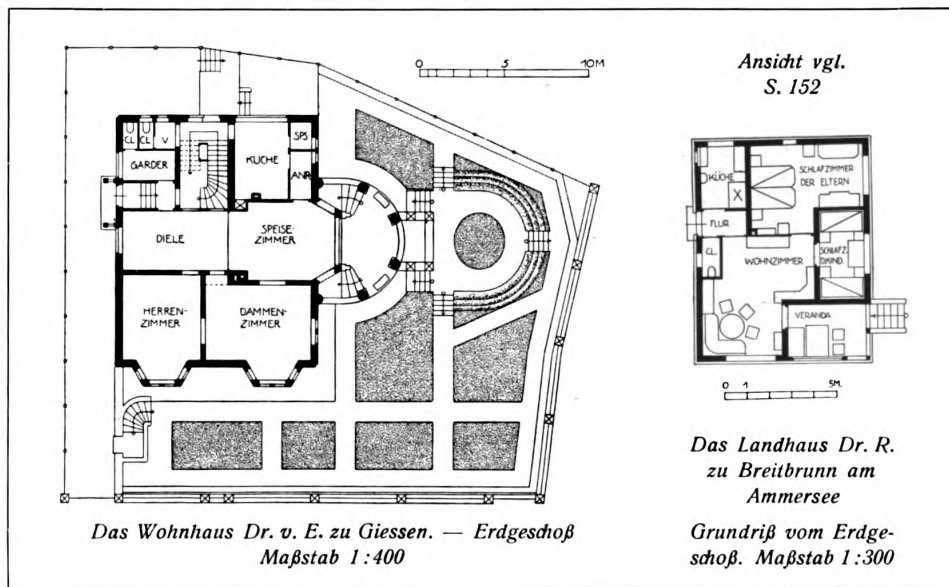 0 5 10M
CL CL V
GARDER
KÜCHE
SPS
ANR
DIELE
SPEISE-
ZIMMER
HERREN-
ZIMMER
DAMMEN-
ZIMMER
Das Wohnhaus Dr. v. E. zu Giessen. — Erdgeschoß
Maßstab 1:400
Ansicht vgl.
S. 152
KÜCHE
SCHLAFZIMMER
DER ELTERN
FLUR
CL.
WOHNZIMMER
SCHLAFZ.
D.KIND
VERANDA
0 1 5M.
Das Landhaus Dr. R.
zu Breitbrunn am
Ammersee
Grundriß vom Erdge-
schoß. Maßstab 1:300